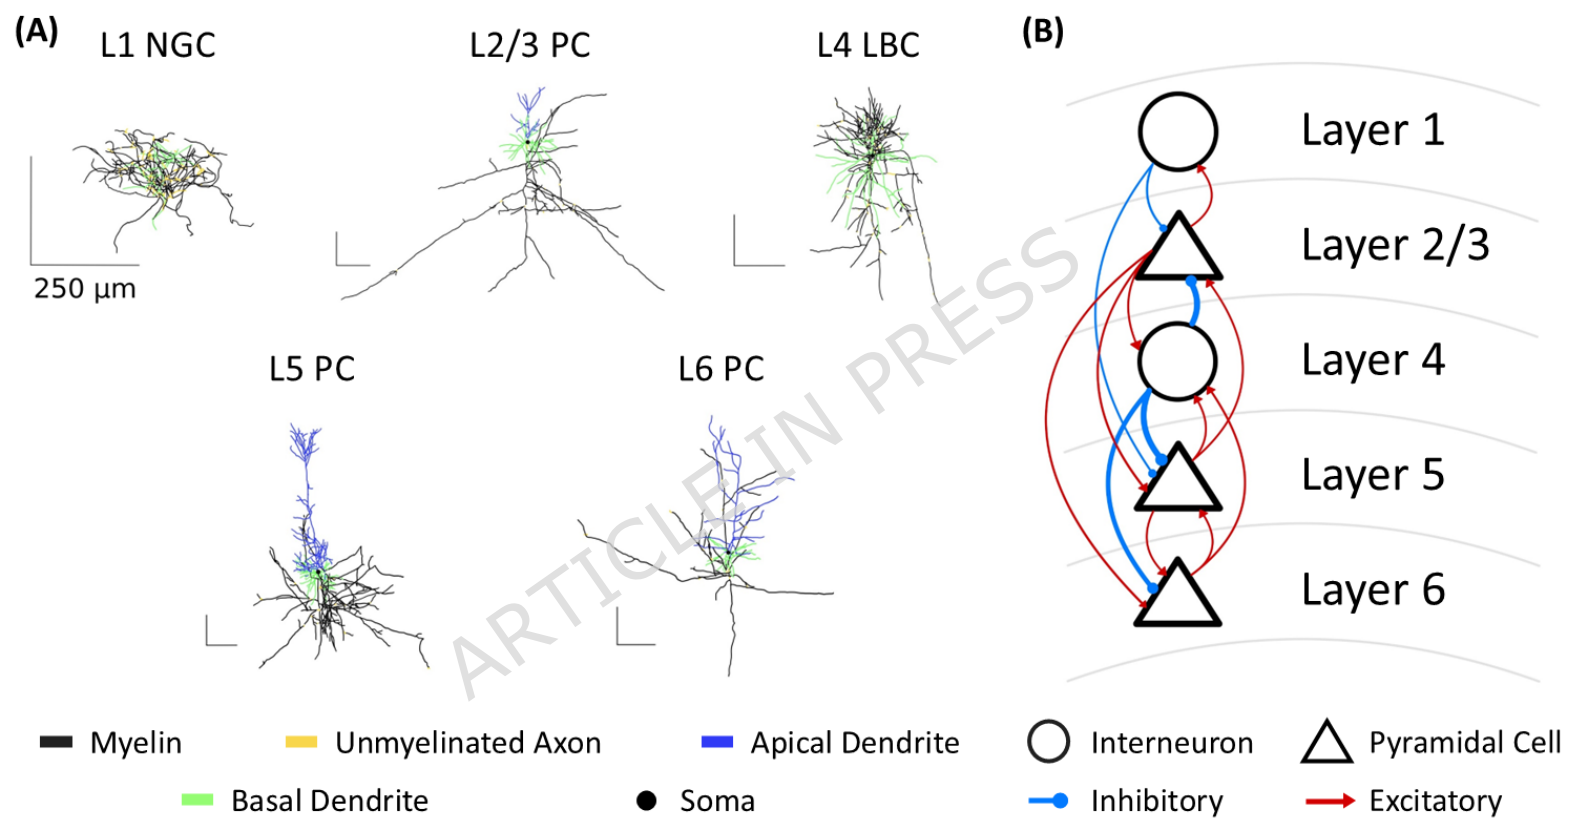 (A)
L1 NGC
L2/3 PC
L4 LBC
250 μm
L5 PC
L6 PC
(B)
Layer 1
Layer 2/3
Layer 4
Layer 5
Layer 6
ARTICLE IN PRESS
Myelin
Unmyelinated Axon
Apical Dendrite
Basal Dendrite
Soma
Interneuron
Pyramidal Cell
Inhibitory
Excitatory